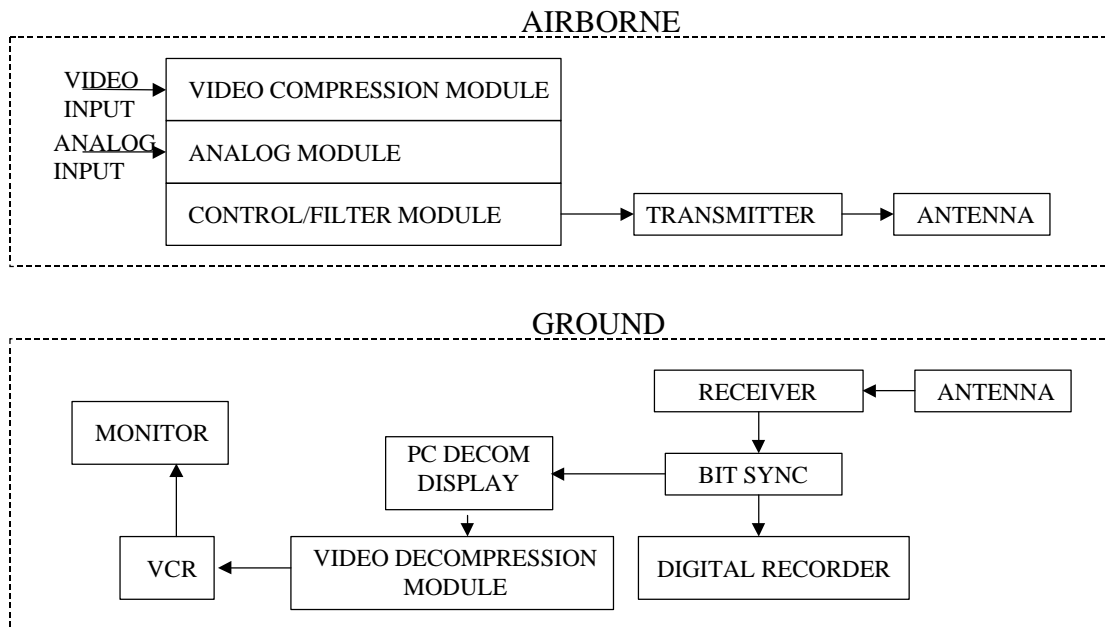 AIRBORNE
VIDEO
INPUT
VIDEO COMPRESSION MODULE
ANALOG
INPUT
ANALOG MODULE
CONTROL/FILTER MODULE
TRANSMITTER
ANTENNA
GROUND
RECEIVER
ANTENNA
MONITOR
PC DECOM
DISPLAY
BIT SYNC
VCR
VIDEO DECOMPRESSION
MODULE
DIGITAL RECORDER